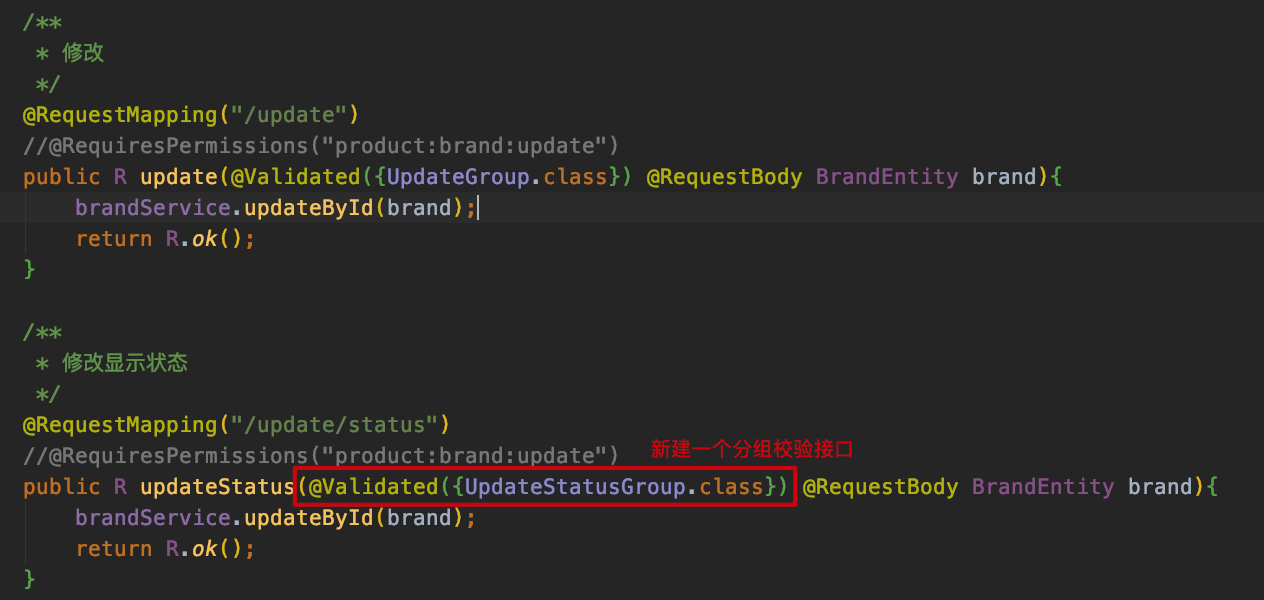 /**
 * 修改
 */
@RequestMapping("/update")
//@RequiresPermissions("product:brand:update")
public R update(@Validated({UpdateGroup.class}) @RequestBody BrandEntity brand){
    brandService.updateById(brand);
    return R.ok();
}

/**
 * 修改显示状态
 */
@RequestMapping("/update/status")
//@RequiresPermissions("product:brand:update") 新建一个分组校验接口
public R updateStatus(@Validated({UpdateStatusGroup.class}) @RequestBody BrandEntity brand){
    brandService.updateById(brand);
    return R.ok();
}